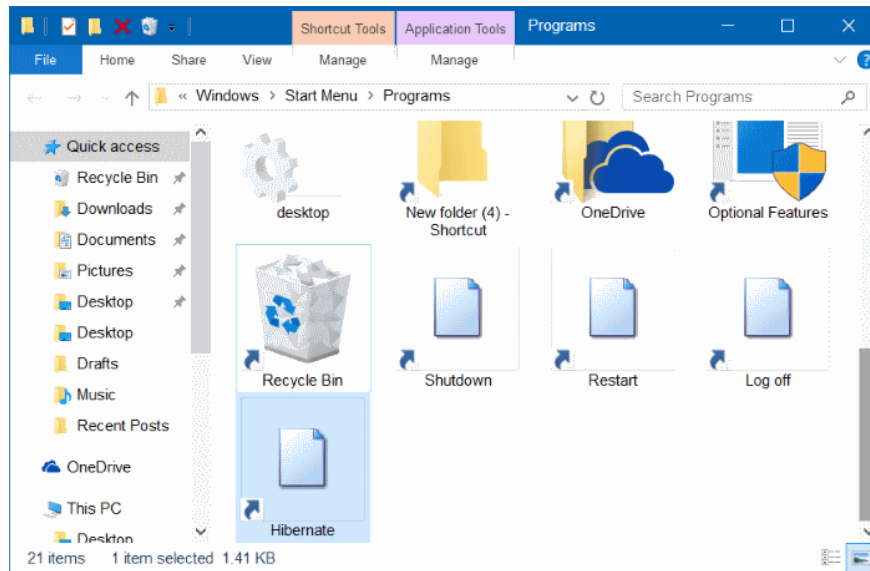 Shortcut Tools Application Tools Programs
File Home Share View Manage Manage
« Windows > Start Menu > Programs Search Programs
Quick access
Recycle Bin
Downloads
Documents
Pictures
Desktop
Desktop
Drafts
Music
Recent Posts
OneDrive
This PC
Desktop
desktop
New folder (4) -
Shortcut
OneDrive
Optional Features
Recycle Bin
Shutdown
Restart
Log off
Hibernate
21 items 1 item selected 1.41 KB